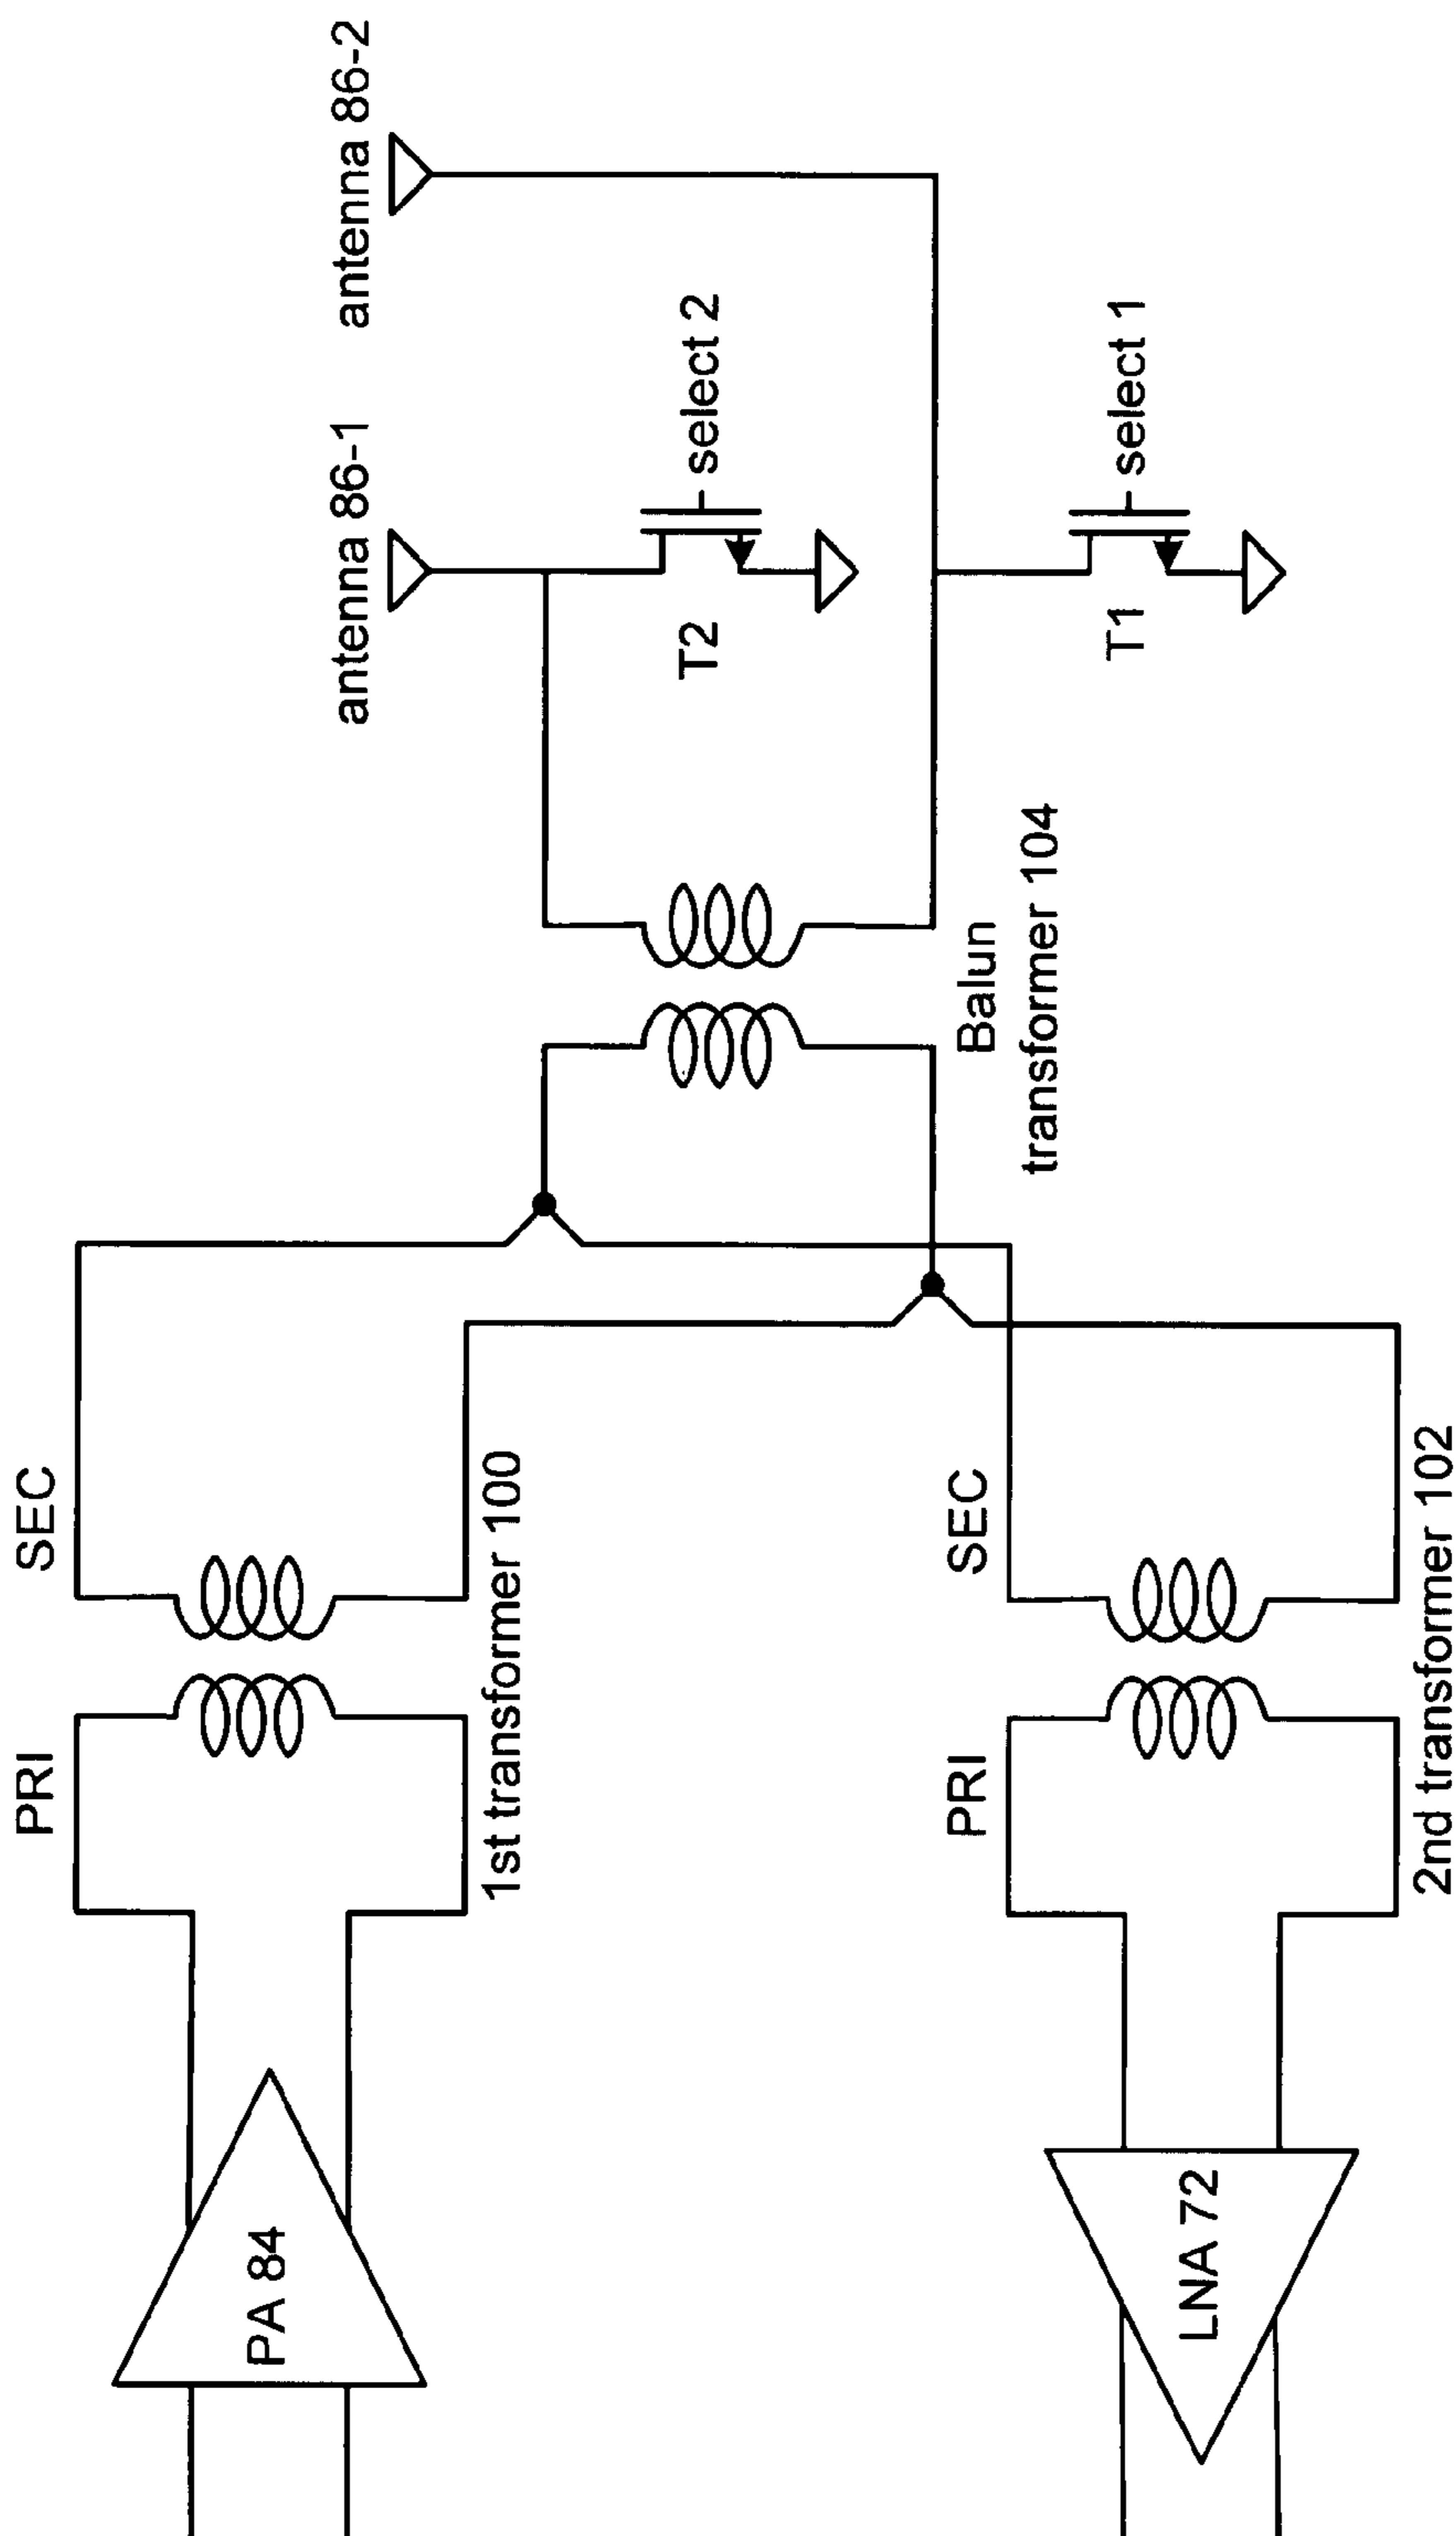 antenna 86-1
antenna 86-2
SEC
PRI
T2
select 2
PA 84
1st transformer 100
Balun
transformer 104
SEC
PRI
T1
select 1
LNA 72
2nd transformer 102